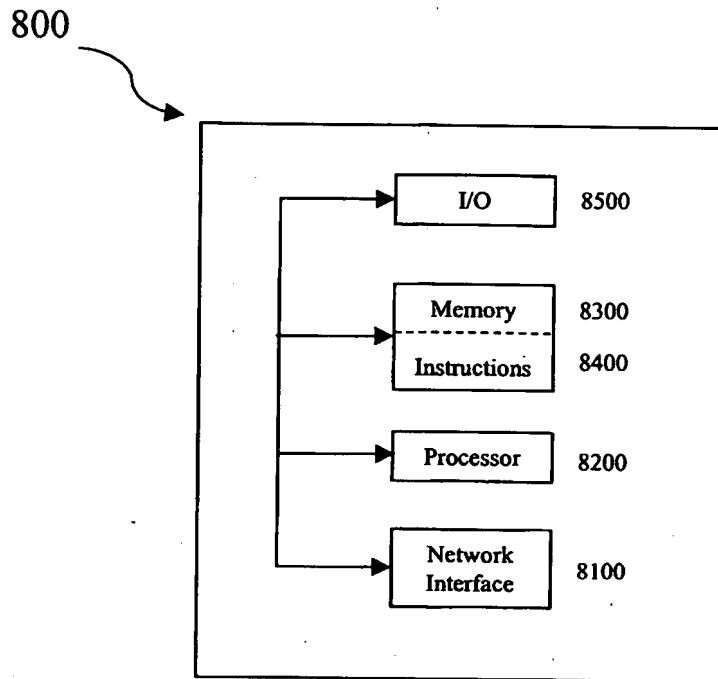 800
I/O 8500
Memory 8300
Instructions 8400
Processor 8200
Network
Interface 8100